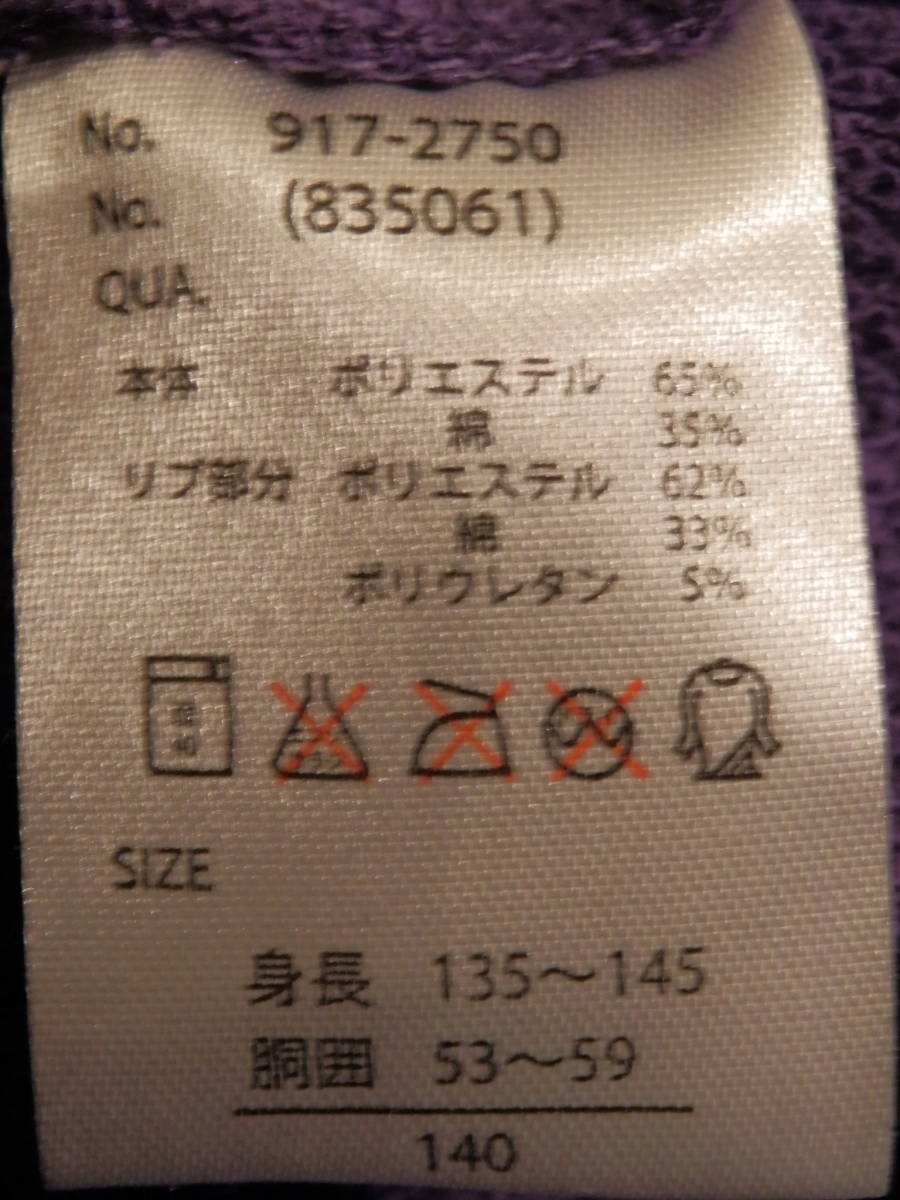 No. 917-2750
No. (835061)
QUA.
本体 ポリエステル 65%
綿 35%
リブ部分 ポリエステル 62%
綿 33%
ポリウレタン 5%
SIZE
身長 135～145
胴囲 53～59
140